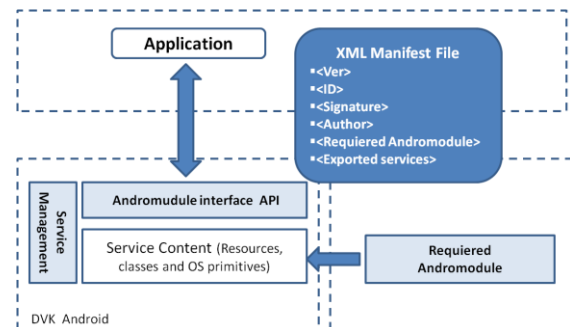 Application
XML Manifest File
▪<Ver>
▪<ID>
▪<Signature>
▪<Author>
▪<Requiered Andromodule>
▪<Exported services>
Service
Management
Andromudule interface API
Service Content (Resources,
classes and OS primitives)
Requiered
Andromodule
DVK Android